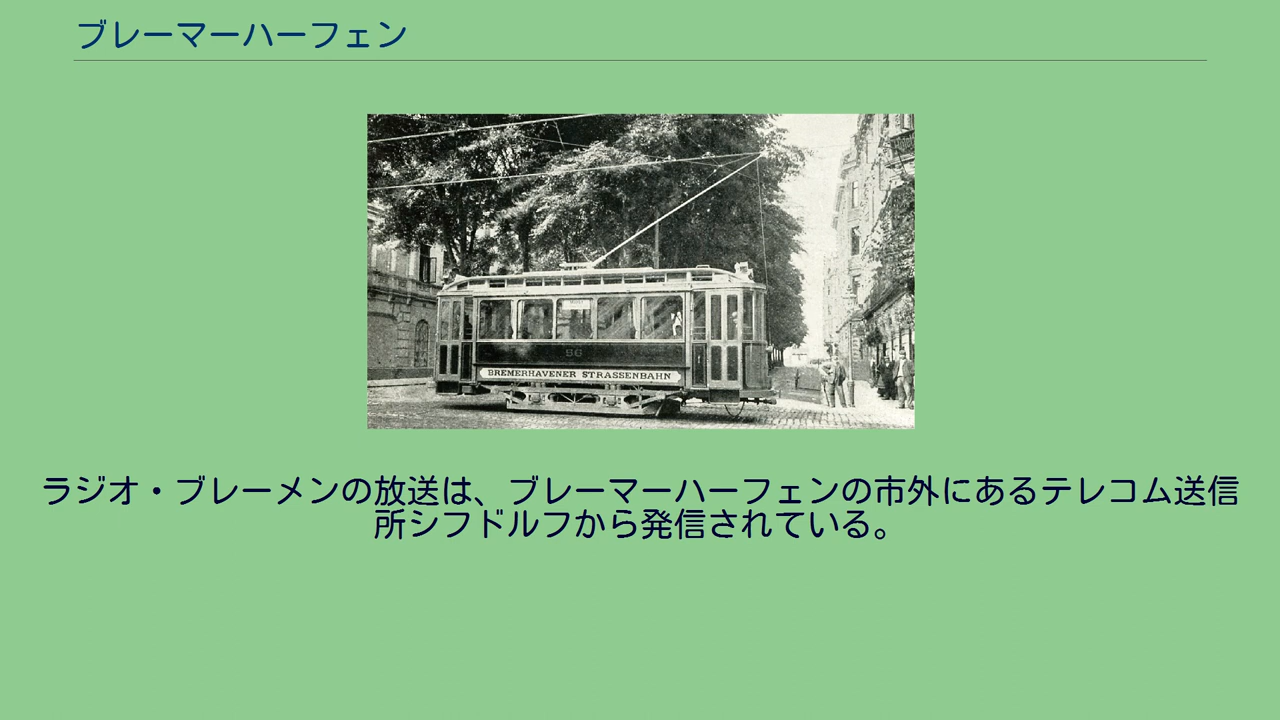 ブレーマーハーフェン
56
BREMERHAVENER STRASSENBAHN
ラジオ・ブレーメンの放送は、ブレーマーハーフェンの市外にあるテレコム送信
所シフドルフから発信されている。